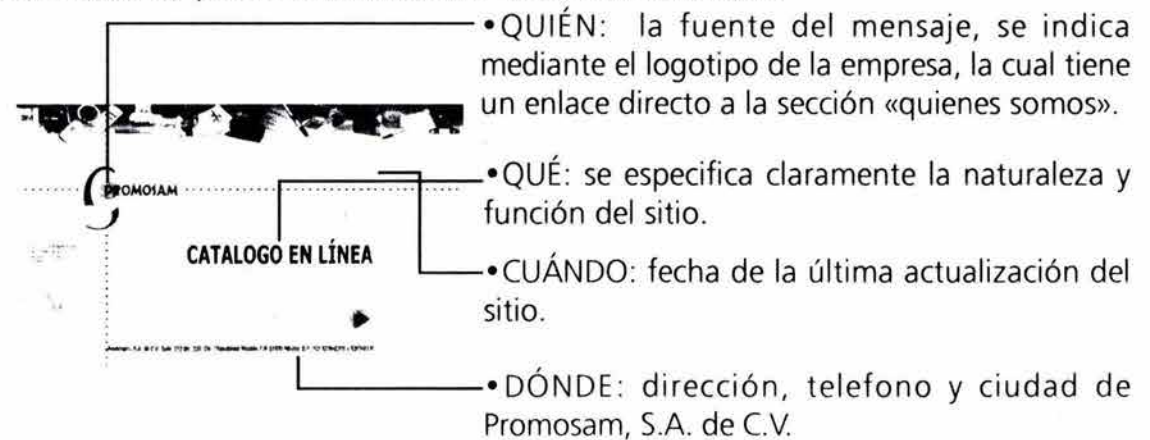 •QUIÉN: la fuente del mensaje, se indica
mediante el logotipo de la empresa, la cual tiene
un enlace directo a la sección «quienes somos».
PROMOSAM
•QUÉ: se especifica claramente la naturaleza y
función del sitio.
CATALOGO EN LÍNEA
•CUÁNDO: fecha de la última actualización del
sitio.
•DÓNDE: dirección, telefono y ciudad de
Promosam, S.A. de C.V.